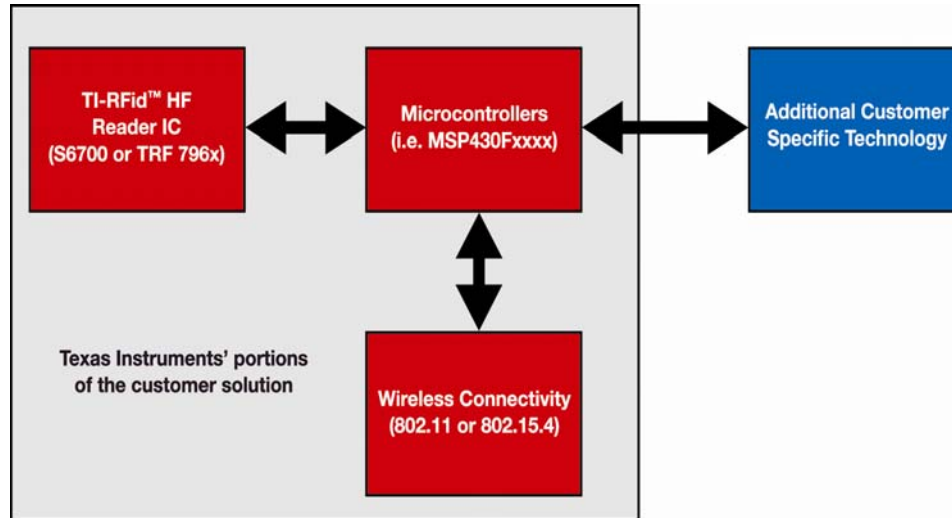 TI-RFid™ HF
Reader IC
(S6700 or TRF 796x)
Microcontrollers
(i.e. MSP430Fxxxx)
Additional Customer
Specific Technology
Texas Instruments' portions
of the customer solution
Wireless Connectivity
(802.11 or 802.15.4)